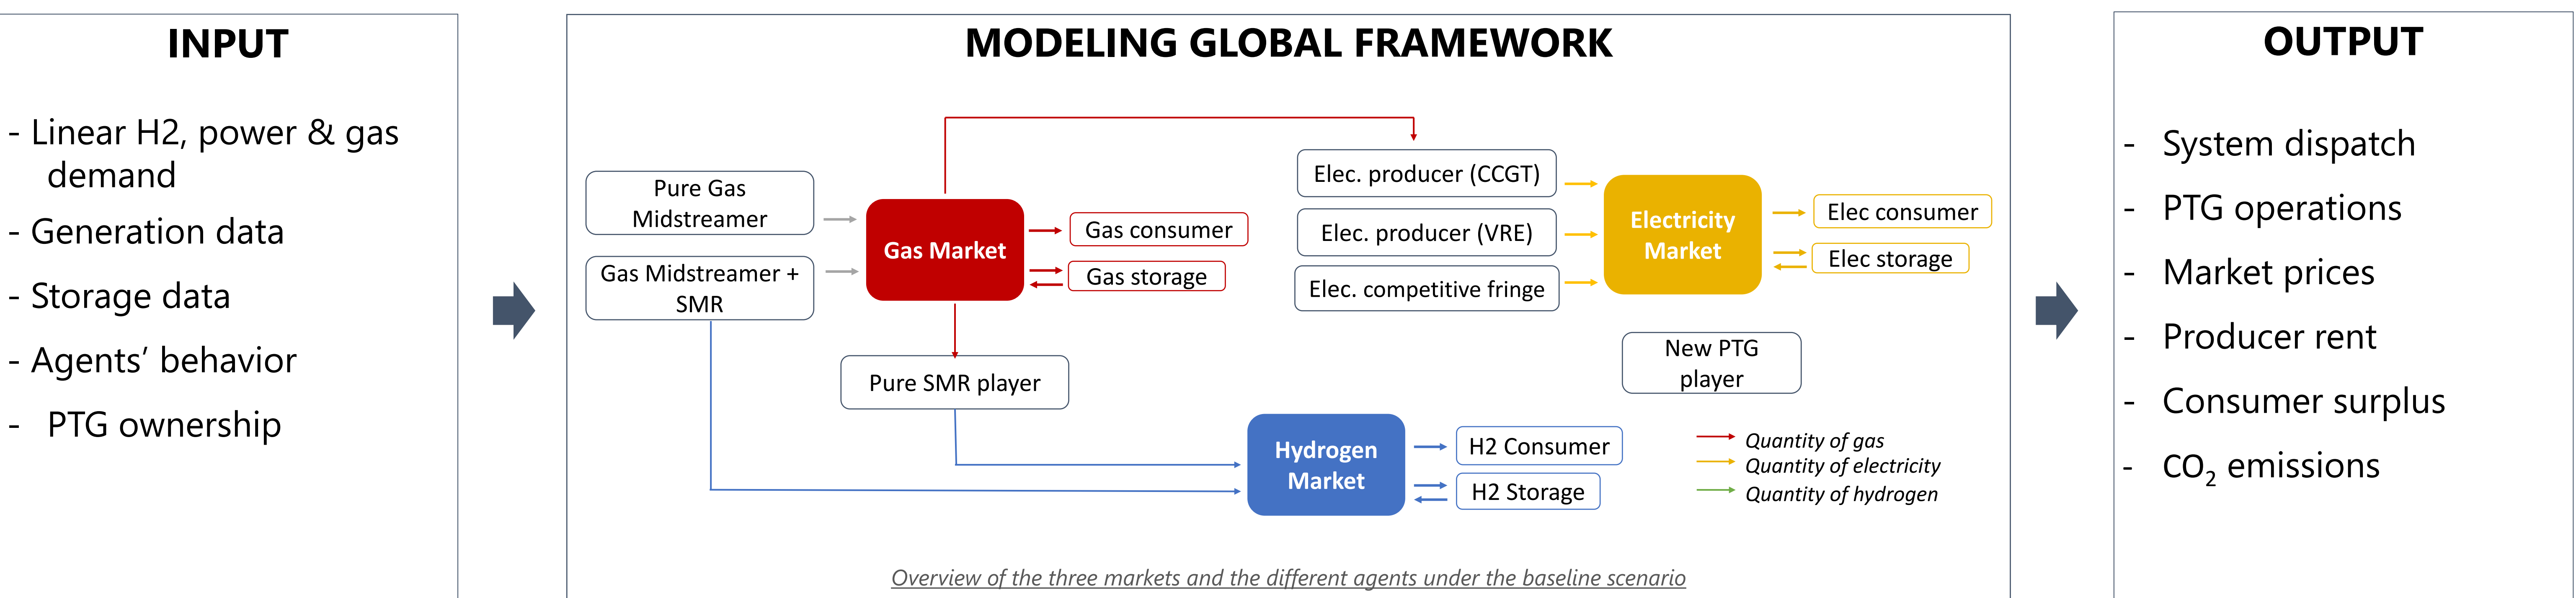 INPUT
- Linear H2, power & gas
demand
- Generation data
- Storage data
- Agents’ behavior
- PTG ownership
MODELING GLOBAL FRAMEWORK
Pure Gas
Midstreamer
Gas Midstreamer +
SMR
Gas Market
Gas consumer
Gas storage
Pure SMR player
Elec. producer (CCGT)
Elec. producer (VRE)
Elec. competitive fringe
Electricity
Market
Elec consumer
Elec storage
New PTG
player
Hydrogen
Market
H2 Consumer
H2 Storage
Quantity of gas
Quantity of electricity
Quantity of hydrogen
Overview of the three markets and the different agents under the baseline scenario
OUTPUT
- System dispatch
- PTG operations
- Market prices
- Producer rent
- Consumer surplus
- CO₂ emissions